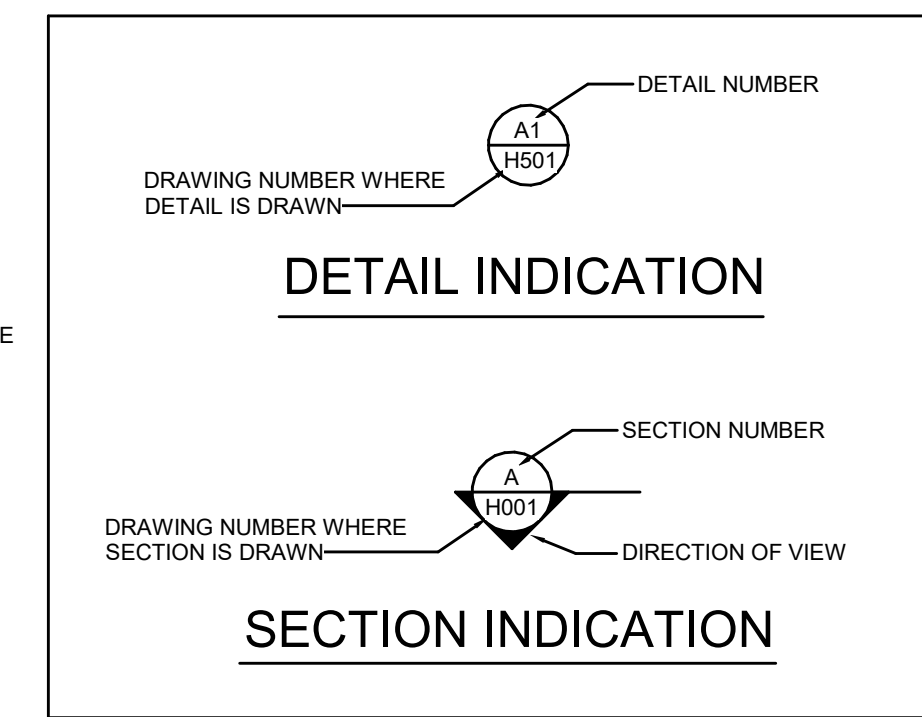 DETAIL NUMBER
A1
H501
DRAWING NUMBER WHERE
DETAIL IS DRAWN
DETAIL INDICATION
E
SECTION NUMBER
A
H001
DRAWING NUMBER WHERE
SECTION IS DRAWN
DIRECTION OF VIEW
SECTION INDICATION